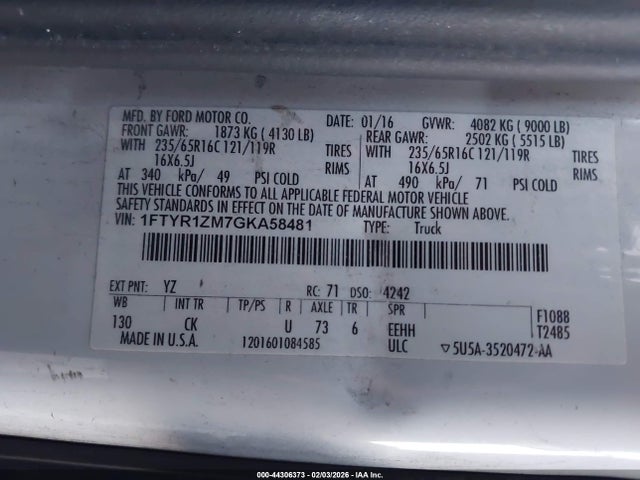 MFD. BY FORD MOTOR CO. DATE: 01/16 GVWR: 4082 KG ( 9000 LB)
FRONT GAWR: 1873 KG ( 4130 LB) REAR GAWR: 2502 KG ( 5515 LB)
WITH 235/65R16C 121/119R TIRES WITH 235/65R16C 121/119R TIRES
16X6.5J RIMS 16X6.5J RIMS
AT 340 kPa/ 49 PSI COLD AT 490 kPa/ 71 PSI COLD
THIS VEHICLE CONFORMS TO ALL APPLICABLE FEDERAL MOTOR VEHICLE
SAFETY STANDARDS IN EFFECT ON THE DATE OF MANUFACTURE SHOWN ABOVE.
VIN: 1FTYR1ZM7GKA58481 TYPE: Truck
EXT PNT: YZ RC: 71 DSO: 4242
WB INT TR TP/PS R AXLE TR SPR F1088
130 CK U 73 6 EEHH T2485
MADE IN U.S.A. 1201601084585 ULC ▽5U5A-3520472-AA
000-44306373 - 02/03/2026 - IAA Inc.